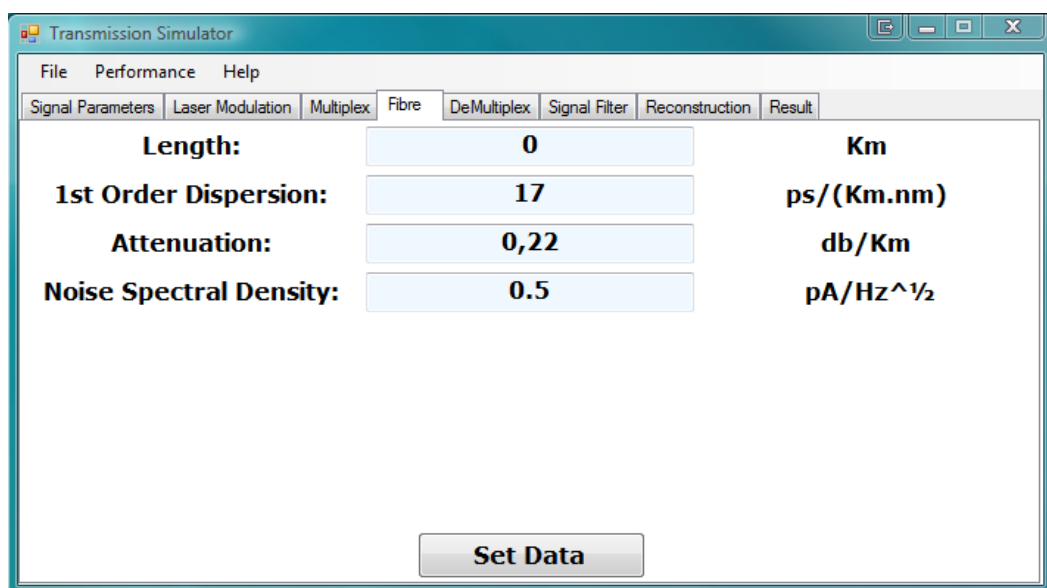 Transmission Simulator
File Performance Help
Signal Parameters Laser Modulation Multiplex Fibre DeMultiplex Signal Filter Reconstruction Result
Length: 0 Km
1st Order Dispersion: 17 ps/(Km.nm)
Attenuation: 0,22 db/Km
Noise Spectral Density: 0.5 pA/Hz^½
Set Data